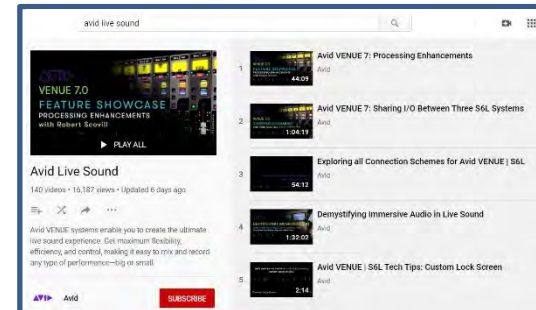 avid live sound
VENUE 7.0
FEATURE SHOWCASE
PROCESSING ENHANCEMENTS
with Robert Scovill
PLAY ALL
Avid Live Sound
140 videos • 16,187 views • Updated 6 days ago
Avid VENUE systems enable you to create the ultimate
live sound experience. Get maximum flexibility,
efficiency, and control, making it easy to mix and record
any type of performance—big or small.
AVID Avid
SUBSCRIBE
1
44:09
Avid VENUE 7: Processing Enhancements
Avid
2
1:04:19
Avid VENUE 7: Sharing I/O Between Three S6L Systems
Avid
3
54:12
Exploring all Connection Schemes for Avid VENUE | S6L
Avid
4
1:32:02
Demystifying Immersive Audio in Live Sound
Avid
5
2:14
Avid VENUE | S6L Tech Tips: Custom Lock Screen
Avid